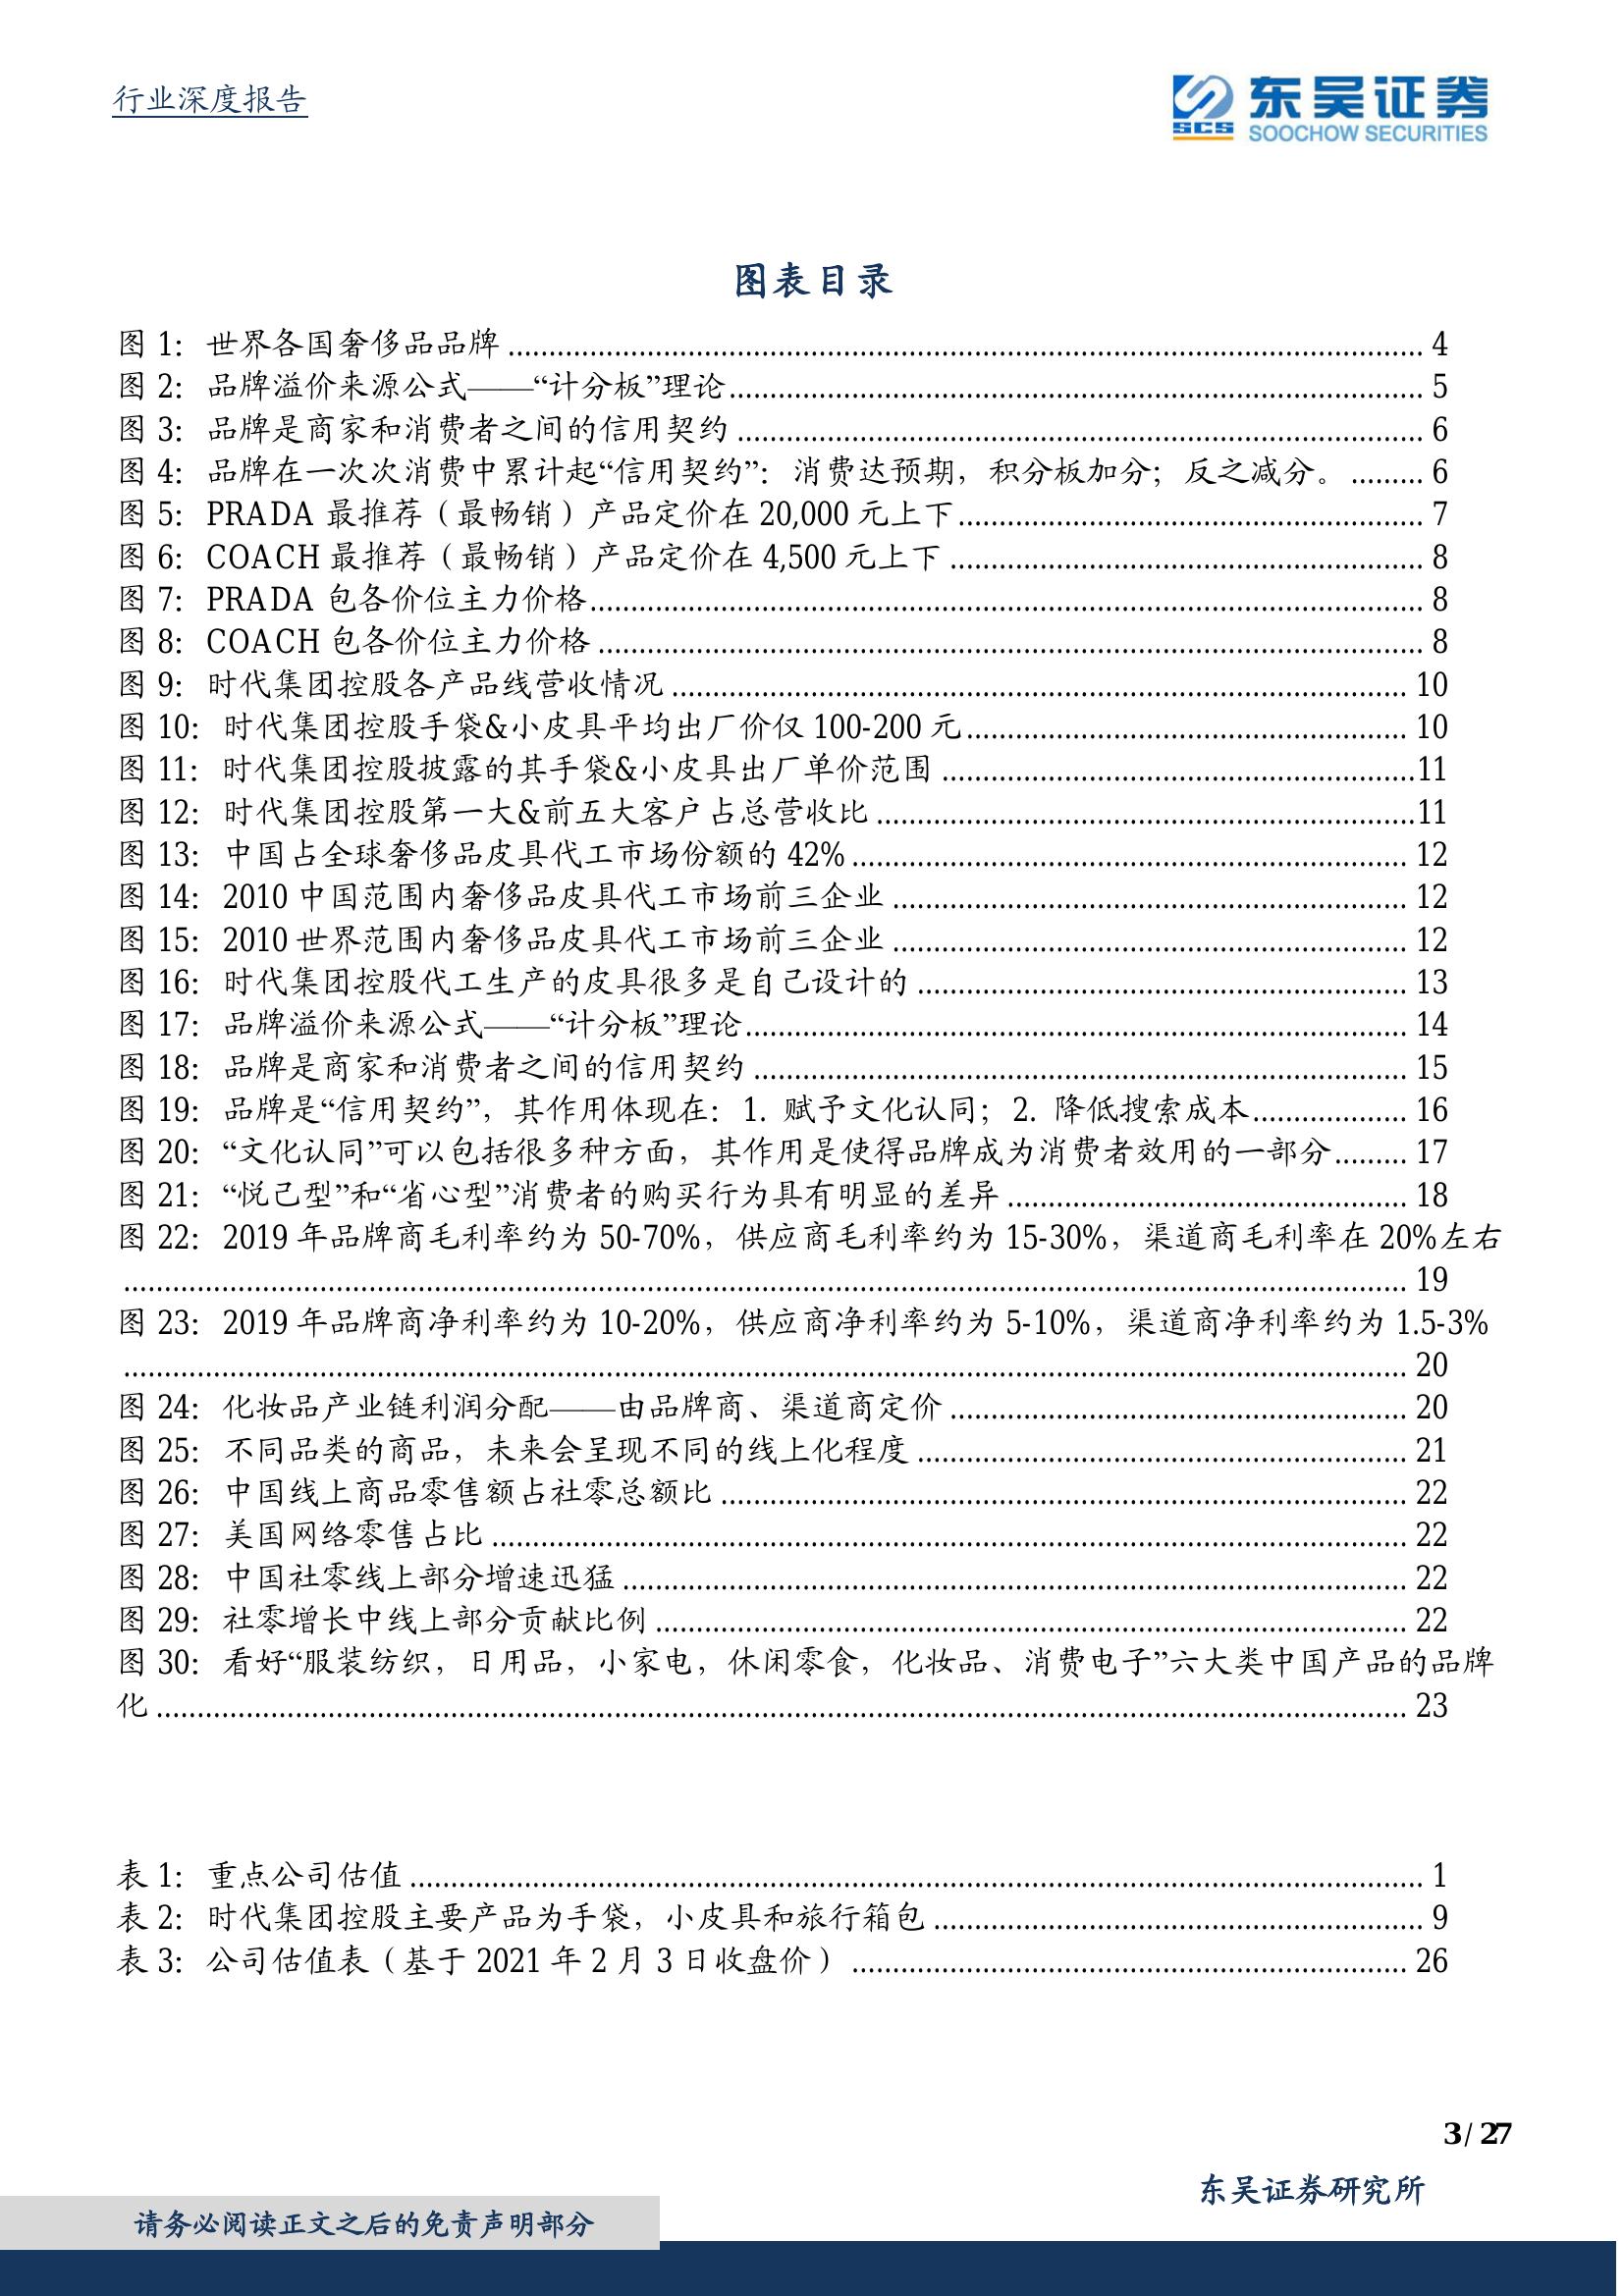 行业深度报告
SCS
东吴证券
SOOCHOW SECURITIES
图表目录
图 1: 世界各国奢侈品品牌 ........ 4
图 2: 品牌溢价来源公式——“计分板”理论 ........ 5
图 3: 品牌是商家和消费者之间的信用契约 ........ 6
图 4: 品牌在一次次消费中累计起“信用契约”：消费达预期，积分板加分；反之减分。 ........ 6
图 5: PRADA 最推荐（最畅销）产品定价在 20,000 元上下 ........ 7
图 6: COACH 最推荐（最畅销）产品定价在 4,500 元上下 ........ 8
图 7: PRADA 包各价位主力价格 ........ 8
图 8: COACH 包各价位主力价格 ........ 8
图 9: 时代集团控股各产品线营收情况 ........ 10
图 10: 时代集团控股手袋&小皮具平均出厂价仅 100-200 元 ........ 10
图 11: 时代集团控股披露的其手袋&小皮具出厂单价范围 ........ 11
图 12: 时代集团控股第一大&前五大客户占总营收比 ........ 11
图 13: 中国占全球奢侈品皮具代工市场份额的 42% ........ 12
图 14: 2010 中国范围内奢侈品皮具代工市场前三企业 ........ 12
图 15: 2010 世界范围内奢侈品皮具代工市场前三企业 ........ 12
图 16: 时代集团控股代工生产的皮具很多是自己设计的 ........ 13
图 17: 品牌溢价来源公式——“计分板”理论 ........ 14
图 18: 品牌是商家和消费者之间的信用契约 ........ 15
图 19: 品牌是“信用契约”，其作用体现在：1. 赋予文化认同；2. 降低搜索成本 ........ 16
图 20: “文化认同”可以包括很多种方面，其作用是使得品牌成为消费者效用的一部分 ........ 17
图 21: “悦己型”和“省心型”消费者的购买行为具有明显的差异 ........ 18
图 22: 2019 年品牌商毛利率约为 50-70%，供应商毛利率约为 15-30%，渠道商毛利率在 20%左右
........ 19
图 23: 2019 年品牌商净利率约为 10-20%，供应商净利率约为 5-10%，渠道商净利率约为 1.5-3%
........ 20
图 24: 化妆品产业链利润分配——由品牌商、渠道商定价 ........ 20
图 25: 不同品类的商品，未来会呈现不同的线上化程度 ........ 21
图 26: 中国线上商品零售额占社零总额比 ........ 22
图 27: 美国网络零售占比 ........ 22
图 28: 中国社零线上部分增速迅猛 ........ 22
图 29: 社零增长中线上部分贡献比例 ........ 22
图 30: 看好“服装纺织，日用品，小家电，休闲零食，化妆品、消费电子”六大类中国产品的品牌
化 ........ 23
表 1: 重点公司估值 ........ 1
表 2: 时代集团控股主要产品为手袋，小皮具和旅行箱包 ........ 9
表 3: 公司估值表（基于 2021 年 2 月 3 日收盘价） ........ 26
3 / 27
东吴证券研究所
请务必阅读正文之后的免责声明部分